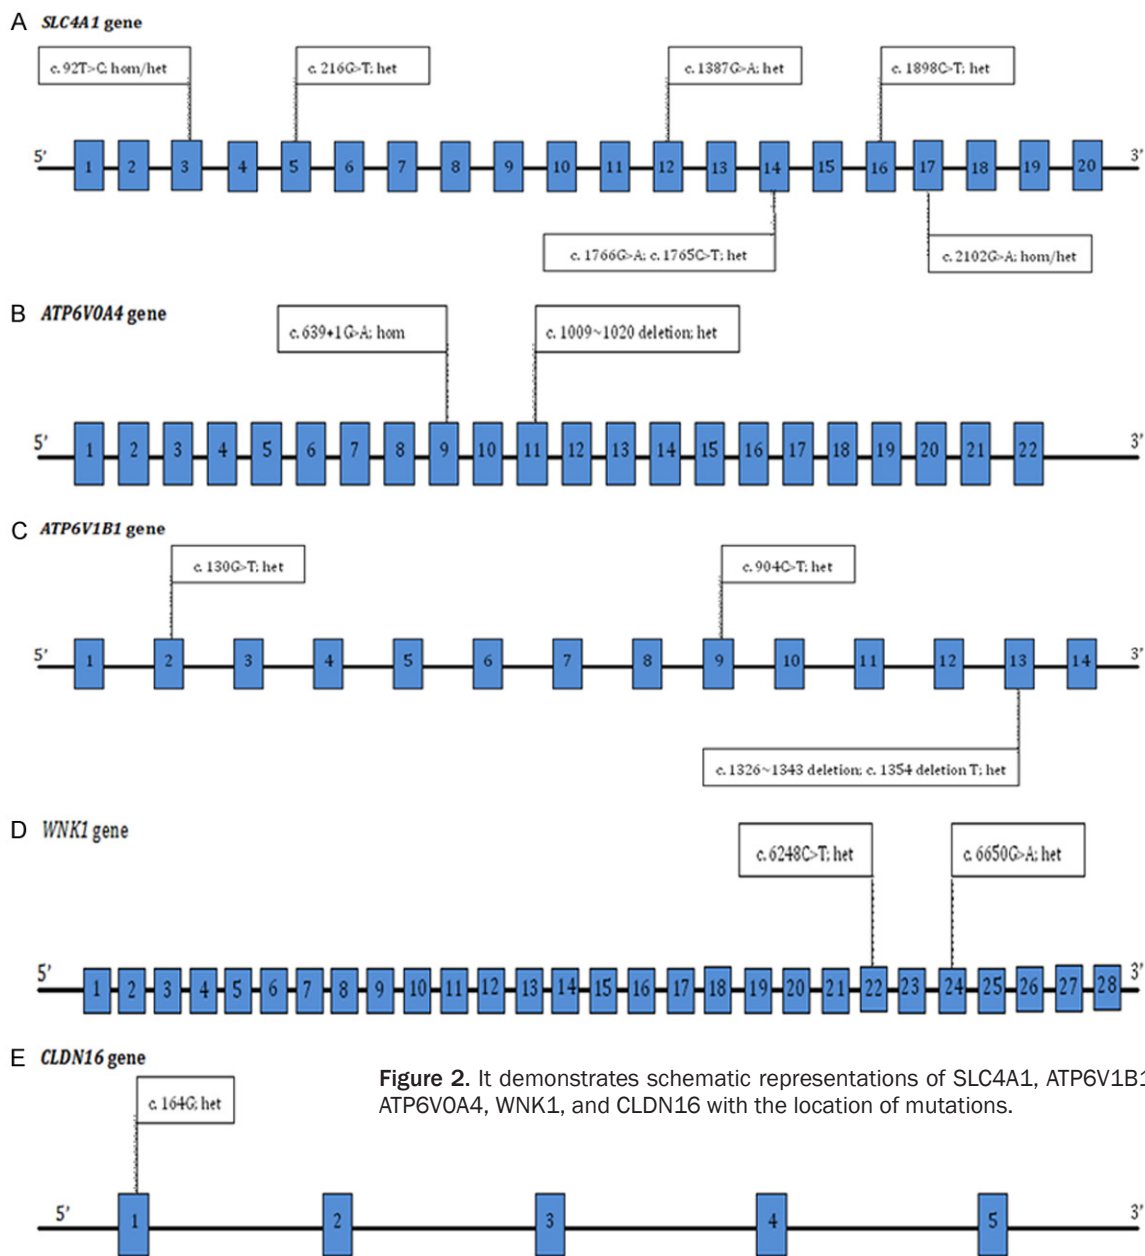 A SLC4A1 gene
c. 92T>C; hom/het
c. 216G>T; het
c. 1387G>A; het
c. 1898C>T; het
5' 1 2 3 4 5 6 7 8 9 10 11 12 13 14 15 16 17 18 19 20 3'
c. 1766G>A; c. 1765C>T; het
c. 2102G>A; hom/het
B ATP6V0A4 gene
c. 639+1G>A; hom
c. 1009~1020 deletion; het
5' 1 2 3 4 5 6 7 8 9 10 11 12 13 14 15 16 17 18 19 20 21 22 3'
C ATP6V1B1 gene
c. 130G>T; het
c. 904C>T; het
5' 1 2 3 4 5 6 7 8 9 10 11 12 13 14 3'
c. 1326~1343 deletion; c. 1354 deletion T; het
D WNK1 gene
c. 6248C>T; het
c. 6650G>A; het
5' 1 2 3 4 5 6 7 8 9 10 11 12 13 14 15 16 17 18 19 20 21 22 23 24 25 26 27 28 3'
E CLDN16 gene
c. 164G; het
Figure 2. It demonstrates schematic representations of SLC4A1, ATP6V1B1
ATP6V0A4, WNK1, and CLDN16 with the location of mutations.
5' 1 2 3 4 5 3'